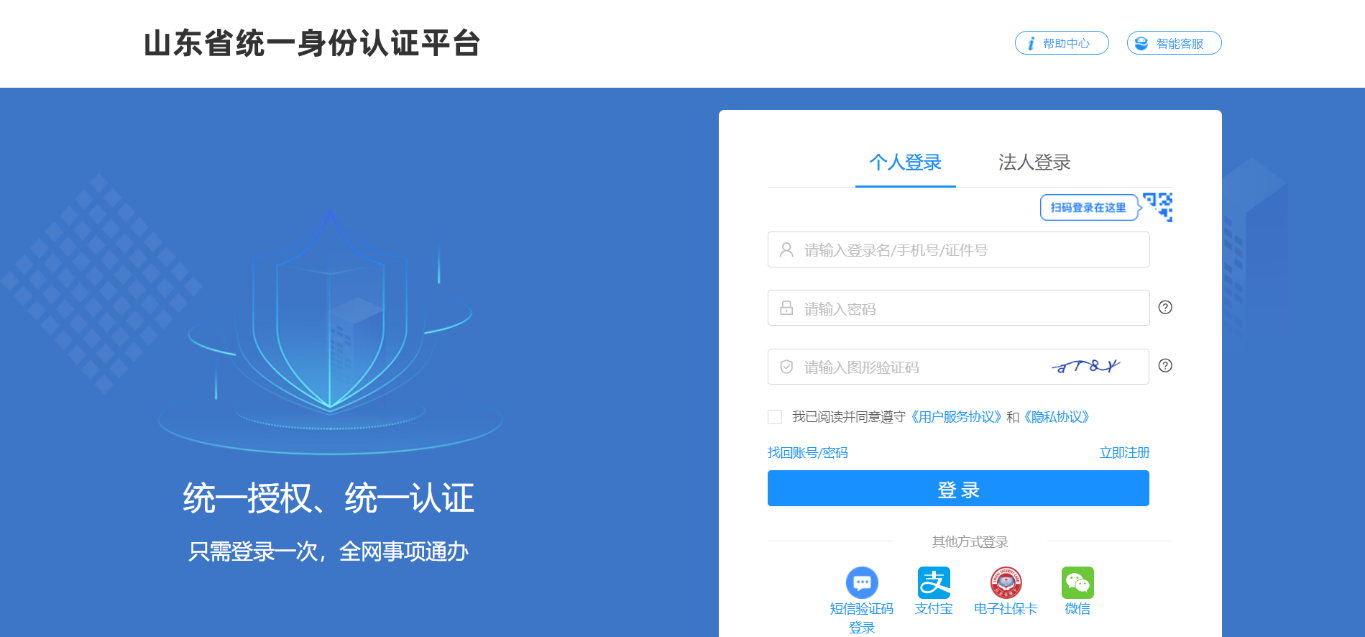 山东省统一身份认证平台
帮助中心
智能客服
个人登录
法人登录
扫码登录在这里
请输入登录名/手机号/证件号
请输入密码
请输入图形验证码
aT8Y
我已阅读并同意遵守《用户服务协议》和《隐私协议》
找回账号/密码
立即注册
登录
统一授权、统一认证
只需登录一次，全网事项通办
其他方式登录
短信验证码
登录
支付宝
电子社保卡
微信